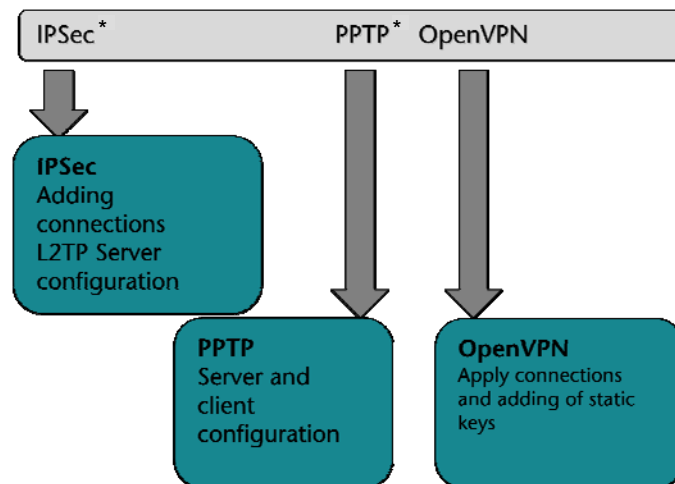 IPSec* PPTP* OpenVPN
IPSec
Adding
connections
L2TP Server
configuration
PPTP
Server and
client
configuration
OpenVPN
Apply connections
and adding of static
keys